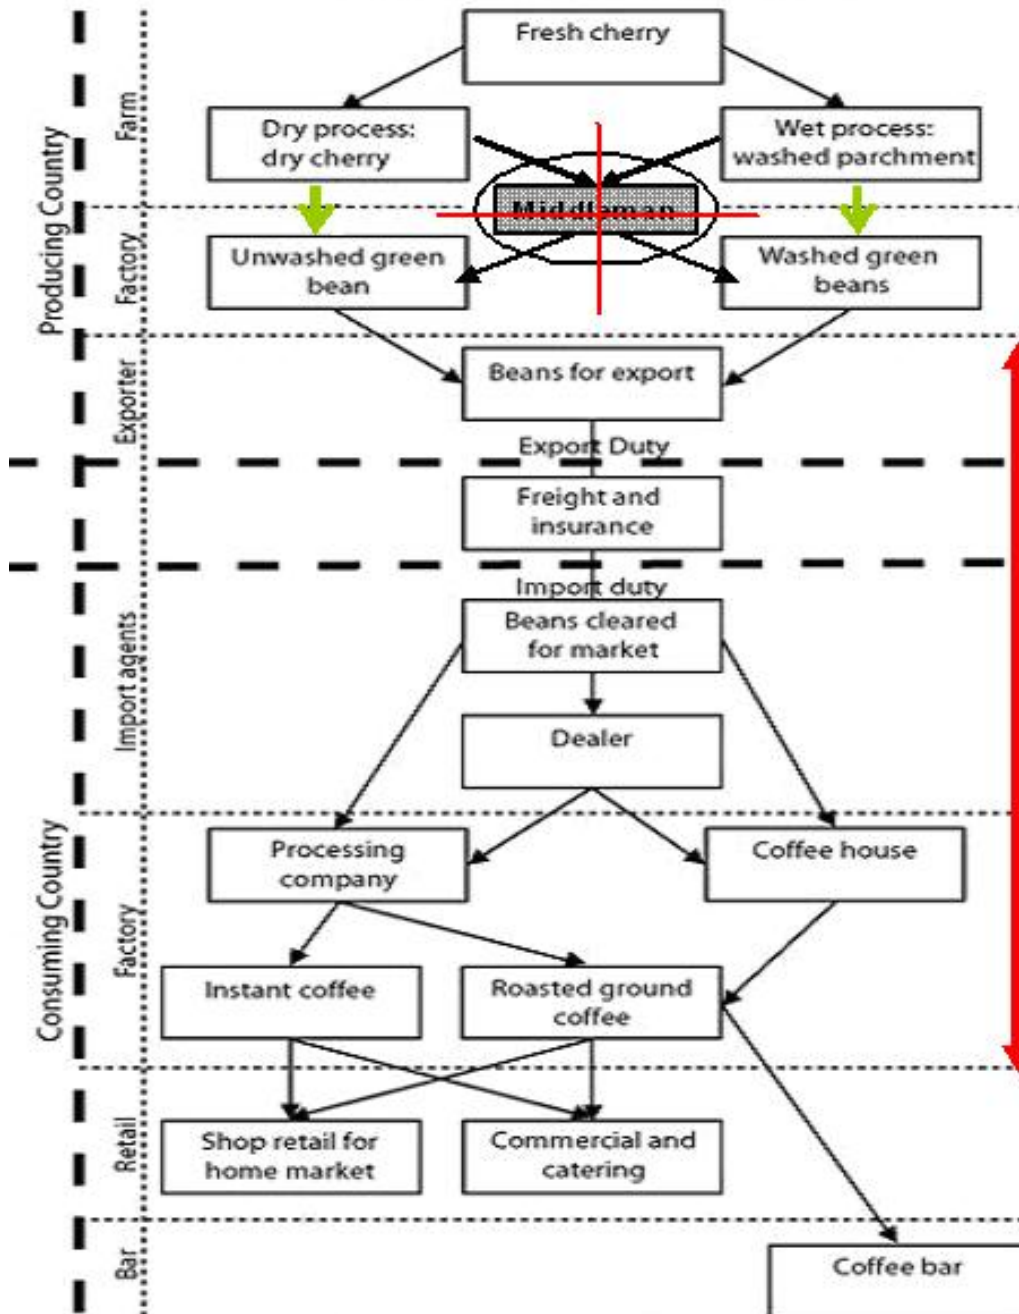 Fresh cherry
Farm
Dry process:
dry cherry
Wet process:
washed parchment
Middleman
Producing Country
Factory
Unwashed green
bean
Washed green
beans
Exporter
Beans for export
Export Duty
Freight and
insurance
Import duty
Import agents
Beans cleared
for market
Dealer
Consuming Country
Factory
Processing
company
Coffee house
Instant coffee
Roasted ground
coffee
Retail
Shop retail for
home market
Commercial and
catering
Bar
Coffee bar